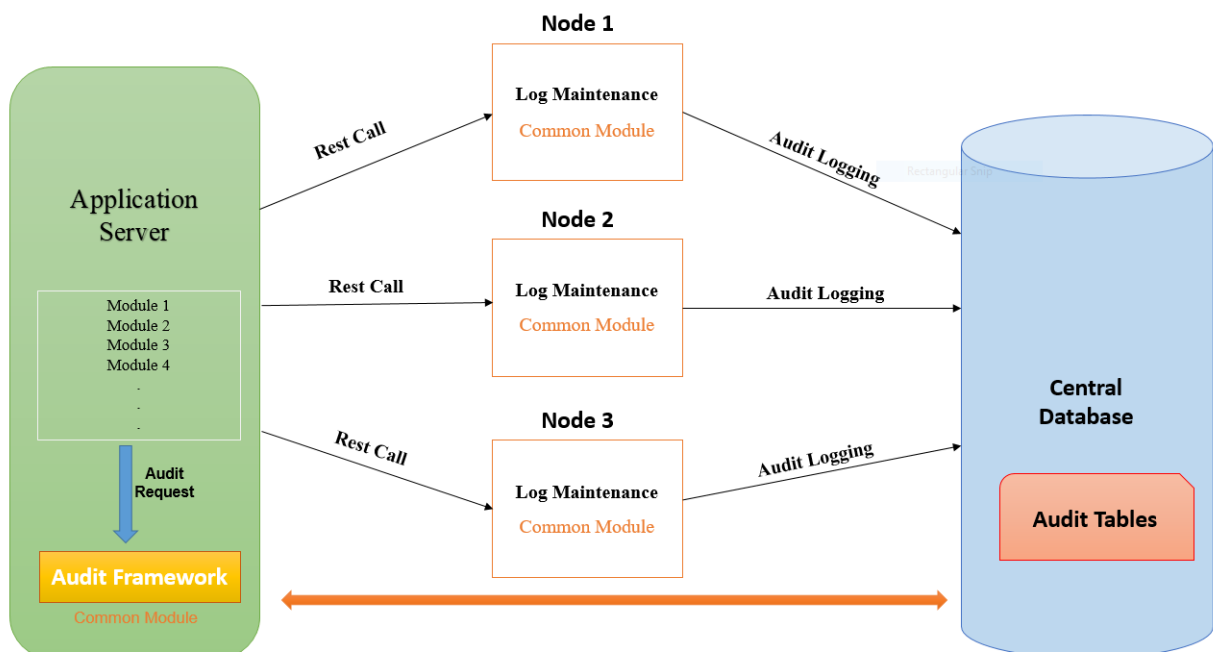 Application
Server
Module 1
Module 2
Module 3
Module 4
.
.
.
Audit
Request
Audit Framework
Common Module
Rest Call
Rest Call
Rest Call
Node 1
Log Maintenance
Common Module
Node 2
Log Maintenance
Common Module
Node 3
Log Maintenance
Common Module
Audit Logging
Audit Logging
Audit Logging
Rectangular Snip
Central
Database
Audit Tables